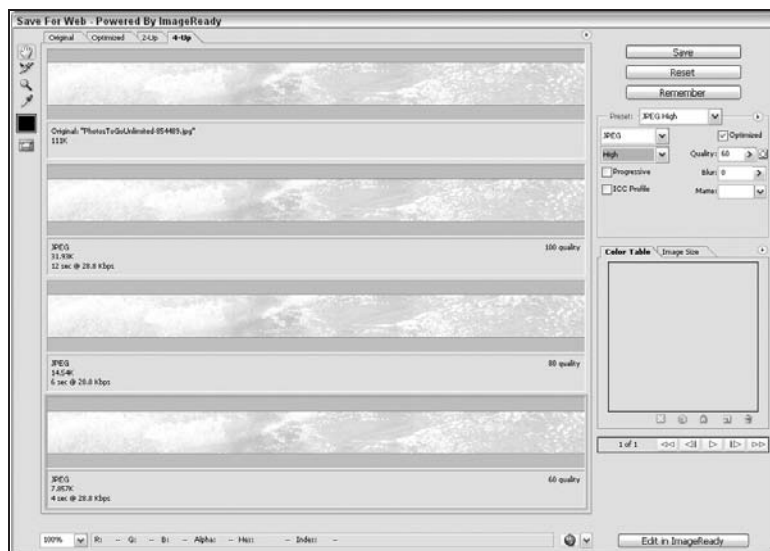 Save For Web - Powered By ImageReady
Original Optimized 2-Up 4-Up
Original: "PhotosToGoUnlimited-854489.jpg"
111K
JPEG 100 quality
31.93K
12 sec @ 28.8 Kbps
JPEG 80 quality
14.54K
6 sec @ 28.8 Kbps
JPEG 60 quality
7.857K
4 sec @ 28.8 Kbps
100% R: -- G: -- B: -- Alpha: -- Hex: -- Index: --
Save
Reset
Remember
Preset: JPEG High
JPEG Optimized
High Quality: 60
Progressive Blur: 0
ICC Profile Matte:
Color Table Image Size
1 of 1
Edit in ImageReady